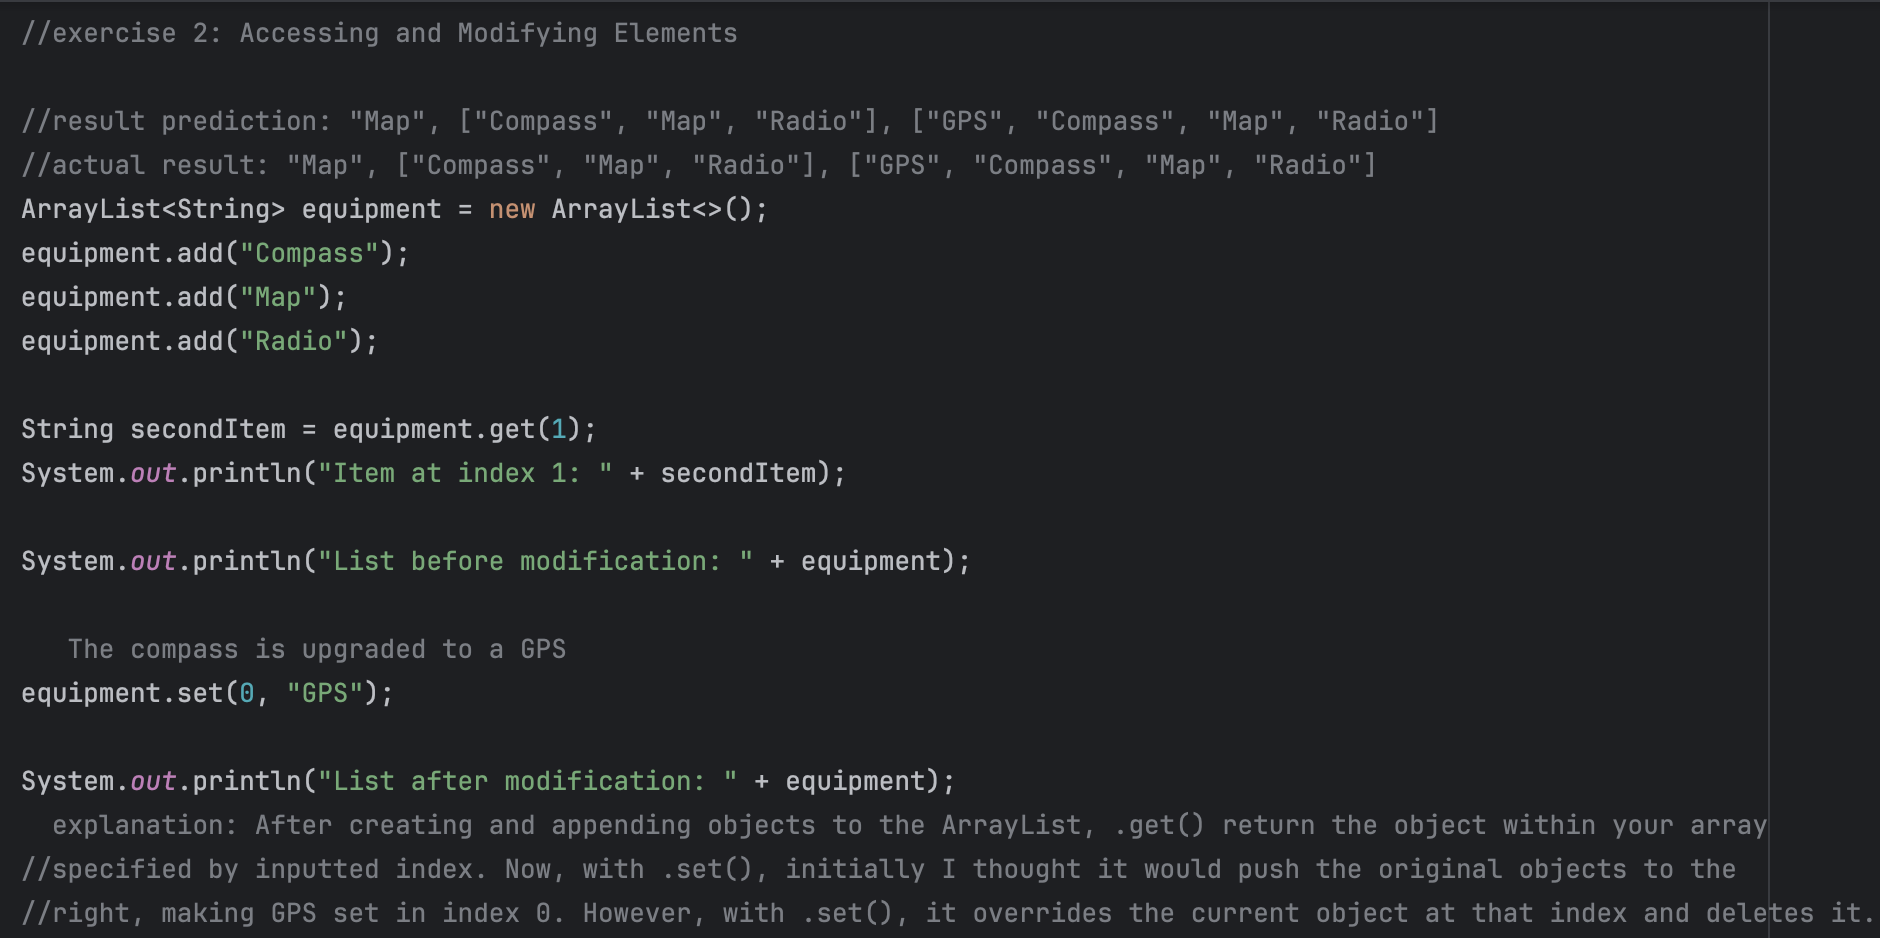 //exercise 2: Accessing and Modifying Elements
//result prediction: "Map", ["Compass", "Map", "Radio"], ["GPS", "Compass", "Map", "Radio"]
//actual result: "Map", ["Compass", "Map", "Radio"], ["GPS", "Compass", "Map", "Radio"]
ArrayList<String> equipment = new ArrayList<>();
equipment.add("Compass");
equipment.add("Map");
equipment.add("Radio");
String secondItem = equipment.get(1);
System.out.println("Item at index 1: " + secondItem);
System.out.println("List before modification: " + equipment);
The compass is upgraded to a GPS
equipment.set(0, "GPS");
System.out.println("List after modification: " + equipment);
explanation: After creating and appending objects to the ArrayList, .get() return the object within your array
//specified by inputted index. Now, with .set(), initially I thought it would push the original objects to the
//right, making GPS set in index 0. However, with .set(), it overrides the current object at that index and deletes it.